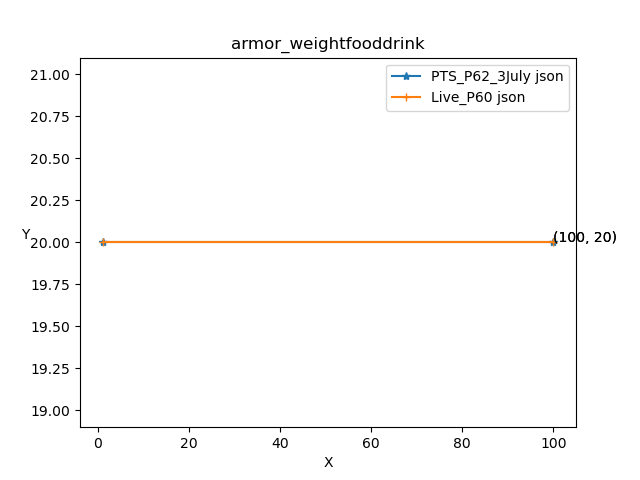 armor_weightfooddrink
PTS_P62_3July json
Live_P60 json
21.00
20.75
20.50
20.25
20.00
19.75
19.50
19.25
19.00
Y
(100, 20)
0 20 40 60 80 100
X